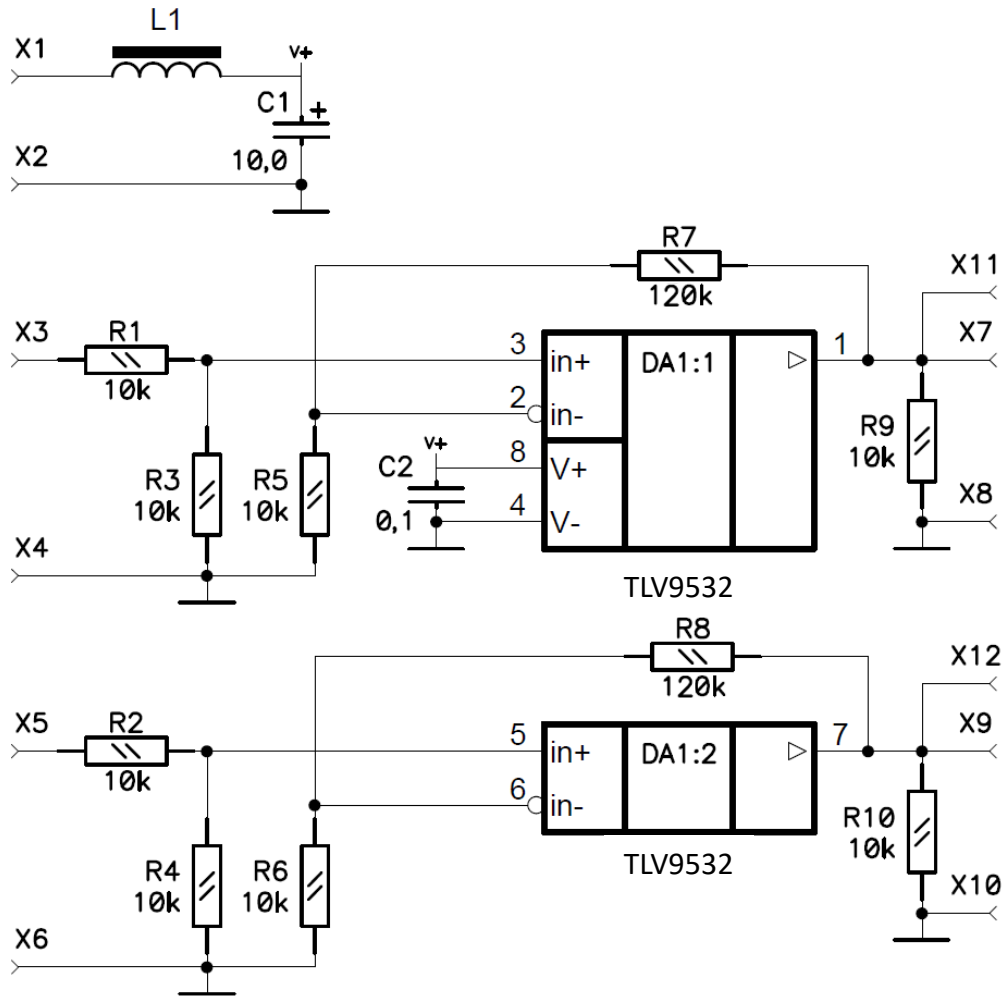 L1
X1
v+
C1 +
X2
10,0
R7
X11
120k
X3
R1
3
1
X7
10k
in+
DA1:1
2
in-
R9
v+
8
10k
C2
V+
R3
R5
X8
10k
10k
0,1
4
V-
X4
TLV9532
R8
X12
120k
X5
R2
5
7
X9
10k
in+
DA1:2
6
in-
R10
10k
R4
R6
TLV9532
10k
10k
X10
X6